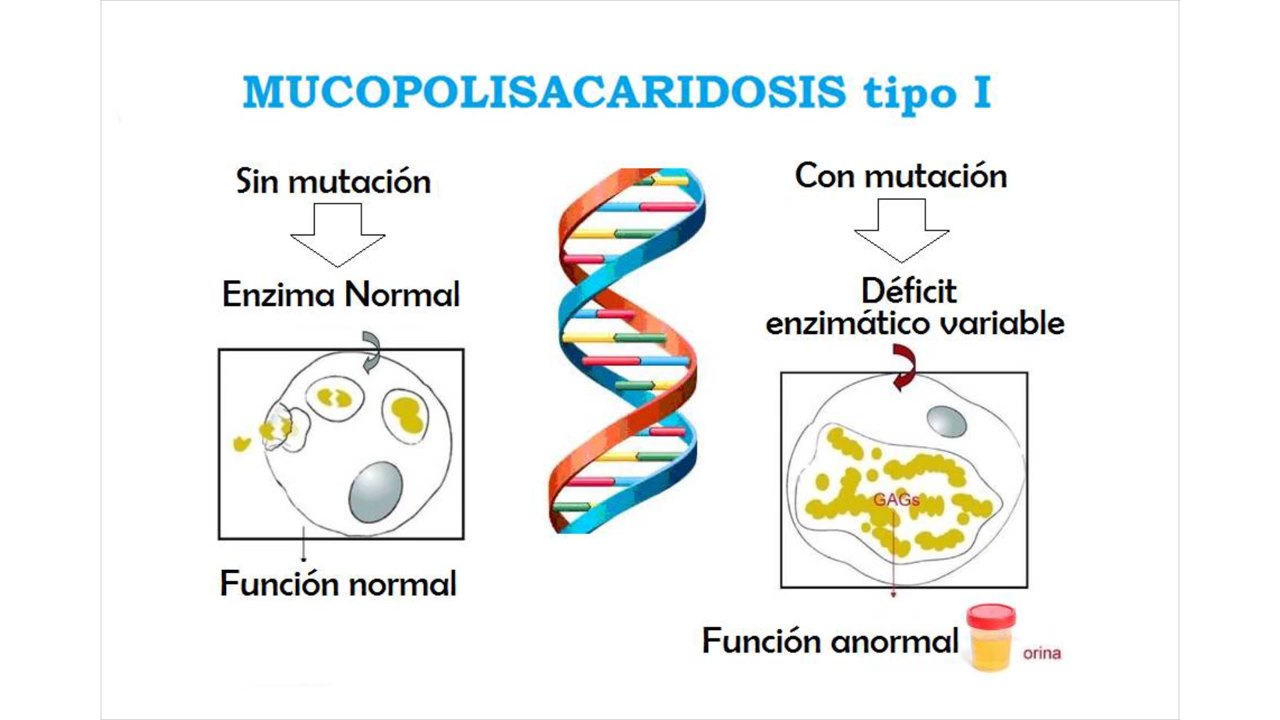 MUCOPOLISACARIDOSIS tipo I
Sin mutación
Enzima Normal
Función normal
Con mutación
Déficit
enzimático variable
GAGs
Función anormal
orina